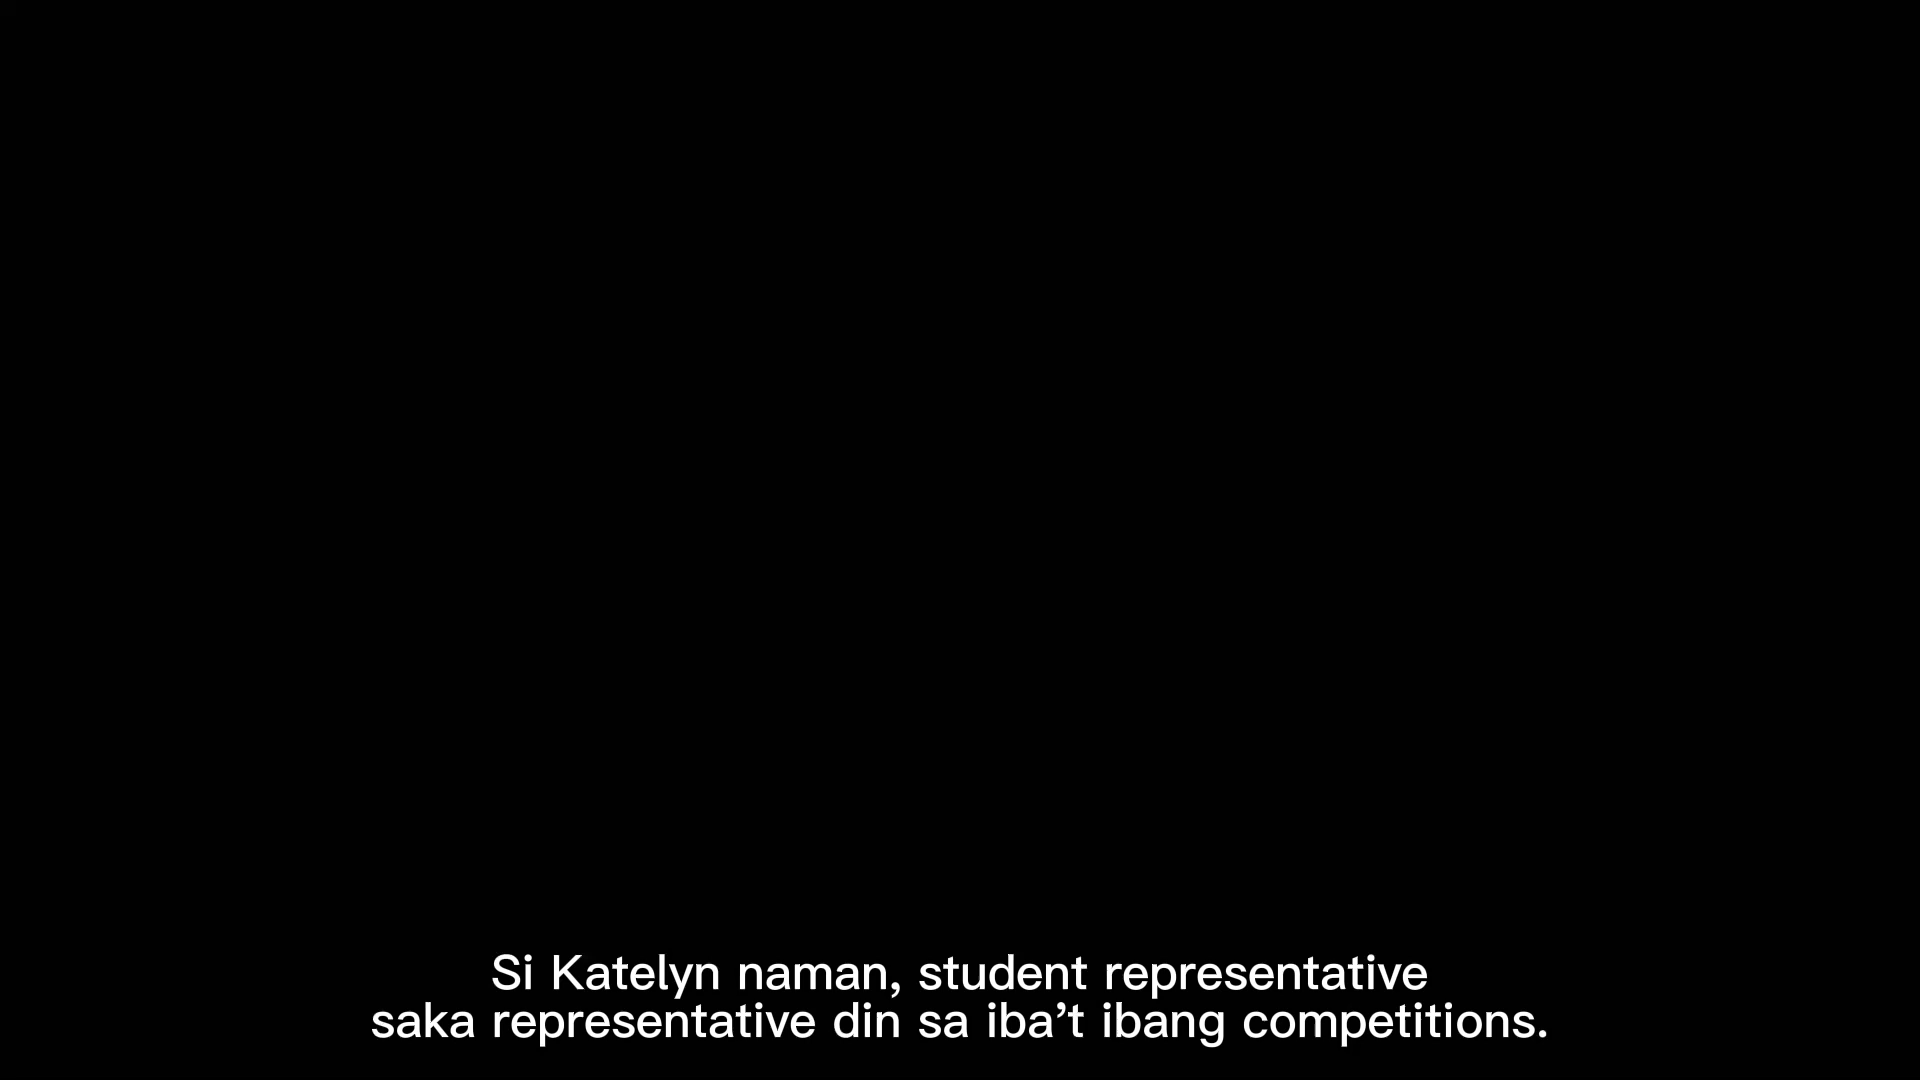 Si Katelyn naman, student representative
saka representative din sa iba’t ibang competitions.